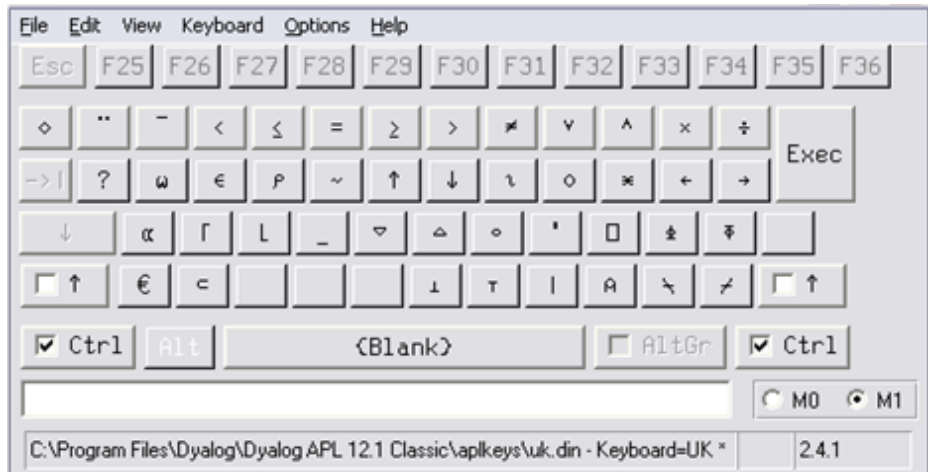 File Edit View Keyboard Options Help
Esc F25 F26 F27 F28 F29 F30 F31 F32 F33 F34 F35 F36
◇ ¨ ¯ < ≤ = ≥ > ≠ ∨ ∧ × ÷ Exec
->| ? ω ∊ ⍴ ~ ↑ ↓ ⍳ ○ ⍟ ← →
↓ ⍺ ⌈ ⌊ _ ∇ ∆ ∘ ' ⎕ ⍎ ⍕
↑ € ⊂ ⊥ ⊤ | ⍝ ⍀ ⌿ ↑
Ctrl Alt {Blank} AltGr Ctrl
M0 M1
C:\Program Files\Dyalog\Dyalog APL 12.1 Classic\aplkeys\uk.din - Keyboard=UK * 2.4.1